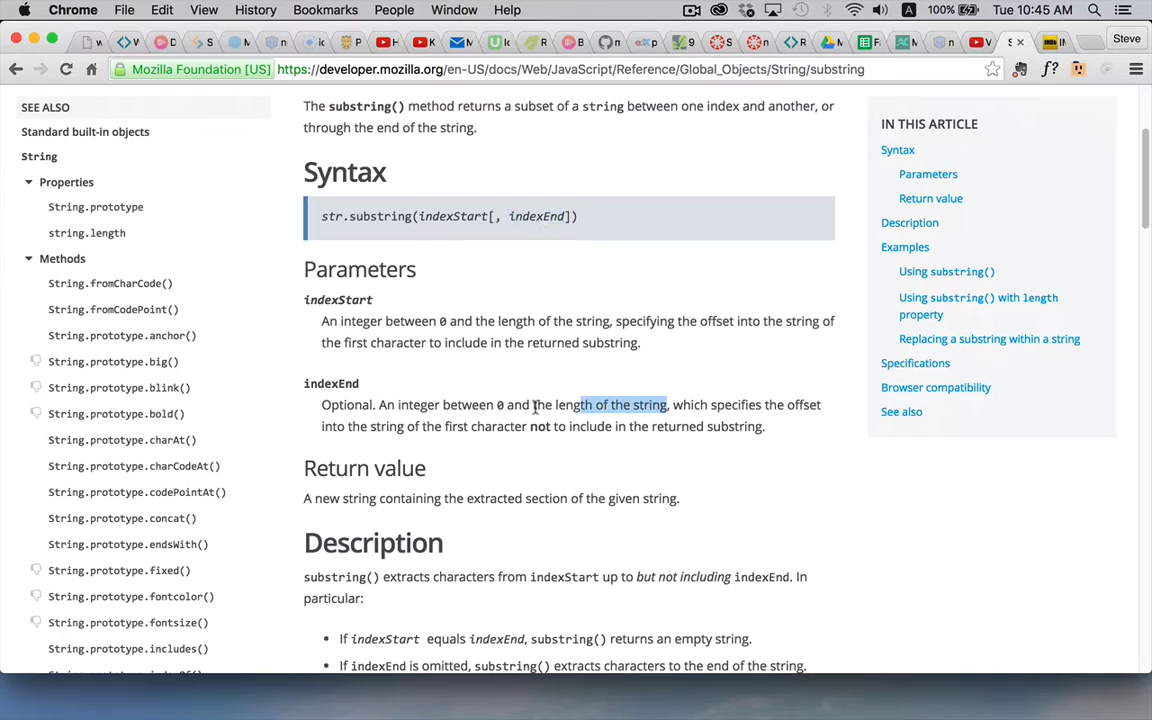 Chrome File Edit View History Bookmarks People Window Help 100% Tue 10:45 AM
Steve
Mozilla Foundation [US] https://developer.mozilla.org/en-US/docs/Web/JavaScript/Reference/Global_Objects/String/substring
SEE ALSO
Standard built-in objects
String
Properties
String.prototype
string.length
Methods
String.fromCharCode()
String.fromCodePoint()
String.prototype.anchor()
String.prototype.big()
String.prototype.blink()
String.prototype.bold()
String.prototype.charAt()
String.prototype.charCodeAt()
String.prototype.codePointAt()
String.prototype.concat()
String.prototype.endsWith()
String.prototype.fixed()
String.prototype.fontcolor()
String.prototype.fontsize()
String.prototype.includes()
The substring() method returns a subset of a string between one index and another, or
through the end of the string.
Syntax
str.substring(indexStart[, indexEnd])
Parameters
indexStart
An integer between 0 and the length of the string, specifying the offset into the string of
the first character to include in the returned substring.
indexEnd
Optional. An integer between 0 and the length of the string, which specifies the offset
into the string of the first character not to include in the returned substring.
Return value
A new string containing the extracted section of the given string.
Description
substring() extracts characters from indexStart up to but not including indexEnd. In
particular:
• If indexStart equals indexEnd, substring() returns an empty string.
• If indexEnd is omitted, substring() extracts characters to the end of the string.
IN THIS ARTICLE
Syntax
Parameters
Return value
Description
Examples
Using substring()
Using substring() with length
property
Replacing a substring within a string
Specifications
Browser compatibility
See also